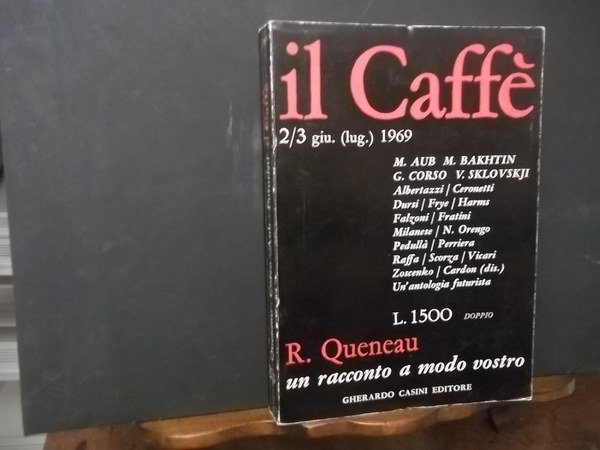 il Caffè
2/3 giu. (lug.) 1969
M. AUB M. BAKHTIN
G. CORSO V. SKLOVSKJI
Albertazzi / Ceronetti
Dursi / Frye / Harms
Falzoni / Fratini
Milanese / N. Orengo
Pedullà / Perriera
Raffa / Scorza / Vicari
Zoscenko / Cardon (dis.)
Un'antologia futurista
L. 1500 DOPPIO
R. Queneau
un racconto a modo vostro
GHERARDO CASINI EDITORE